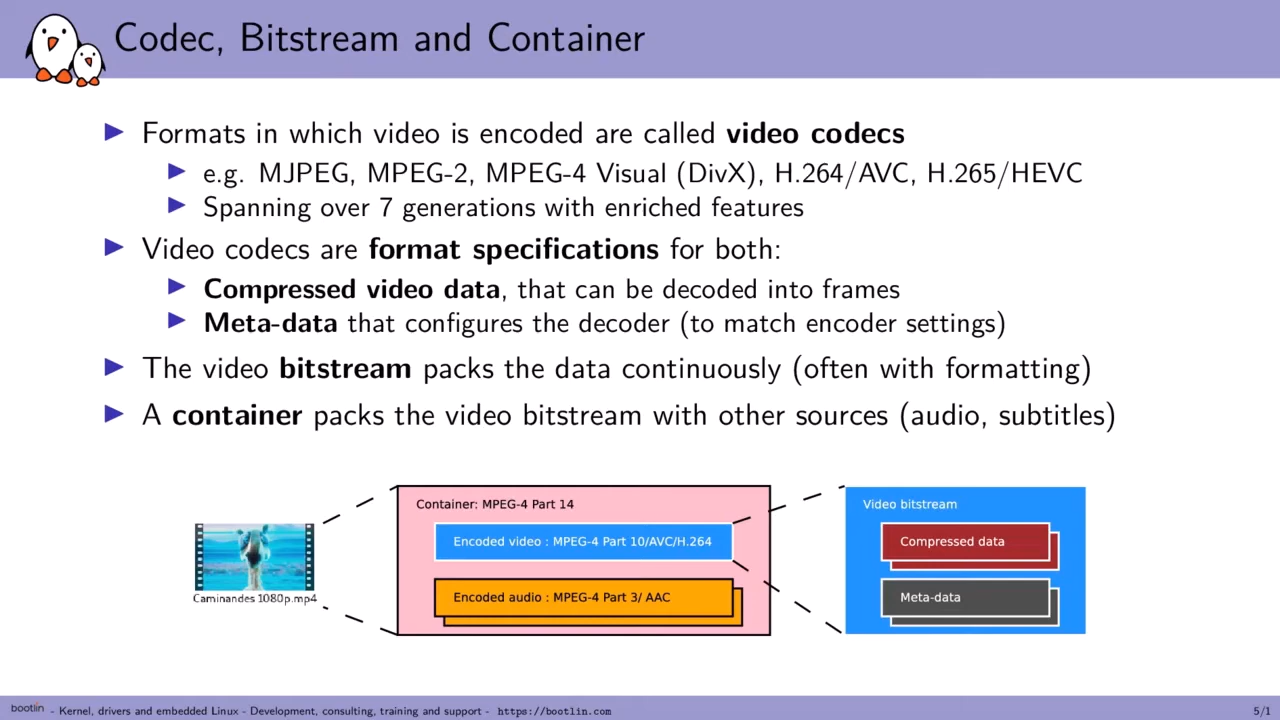 Codec, Bitstream and Container
Formats in which video is encoded are called video codecs
e.g. MJPEG, MPEG-2, MPEG-4 Visual (DivX), H.264/AVC, H.265/HEVC
Spanning over 7 generations with enriched features
Video codecs are format specifications for both:
Compressed video data, that can be decoded into frames
Meta-data that configures the decoder (to match encoder settings)
The video bitstream packs the data continuously (often with formatting)
A container packs the video bitstream with other sources (audio, subtitles)
Caminandes 1080p.mp4
Container: MPEG-4 Part 14
Encoded video : MPEG-4 Part 10/AVC/H.264
Encoded audio : MPEG-4 Part 3/ AAC
Video bitstream
Compressed data
Meta-data
bootlin - Kernel, drivers and embedded Linux - Development, consulting, training and support - https://bootlin.com
5/1